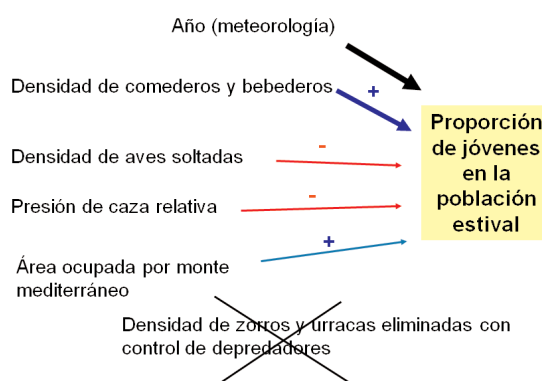 Año (meteorología)
Densidad de comederos y bebederos
+
Proporción
de jóvenes
en la
población
estival
Densidad de aves soltadas
-
Presión de caza relativa
-
+
Área ocupada por monte
mediterráneo
Densidad de zorros y urracas eliminadas con
control de depredadores